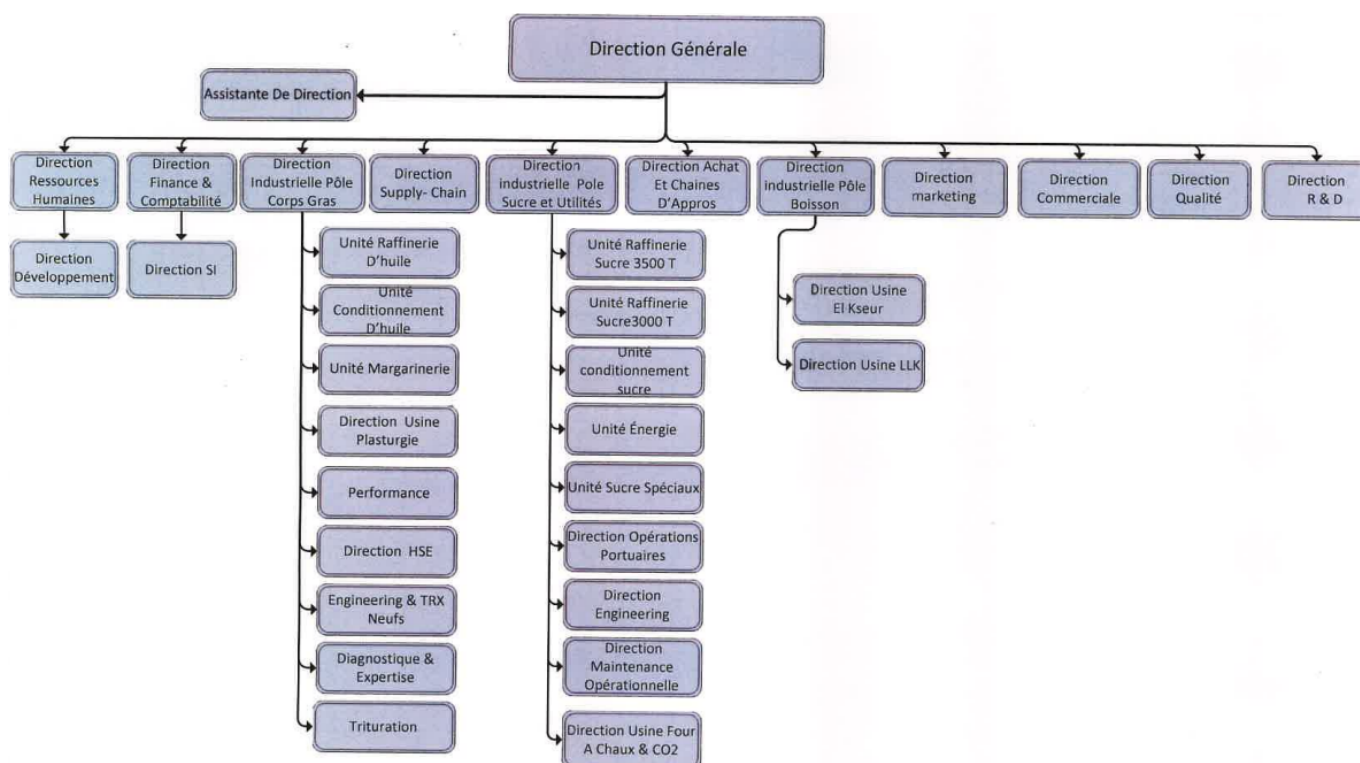 Direction Générale
Assistante De Direction
Direction
Ressources
Humaines
Direction
Finance &
Comptabilité
Direction
Industrielle Pôle
Corps Gras
Direction
Supply- Chain
Direction
industrielle Pole
Sucre et Utilités
Direction Achat
Et Chaines
D'Appros
Direction
industrielle Pôle
Boisson
Direction
marketing
Direction
Commerciale
Direction
Qualité
Direction
R & D
Direction
Développement
Direction SI
Unité Raffinerie
D'huile
Unité
Conditionnement
D'huile
Unité Margarinerie
Direction Usine
Plasturgie
Performance
Direction HSE
Engineering & TRX
Neufs
Diagnostique &
Expertise
Trituration
Unité Raffinerie
Sucre 3500 T
Unité Raffinerie
Sucre3000 T
Unité
conditionnement
sucre
Unité Énergie
Unité Sucre Spéciaux
Direction Opérations
Portuaires
Direction
Engineering
Direction
Maintenance
Opérationnelle
Direction Usine Four
A Chaux & CO2
Direction Usine
El Kseur
Direction Usine LLK